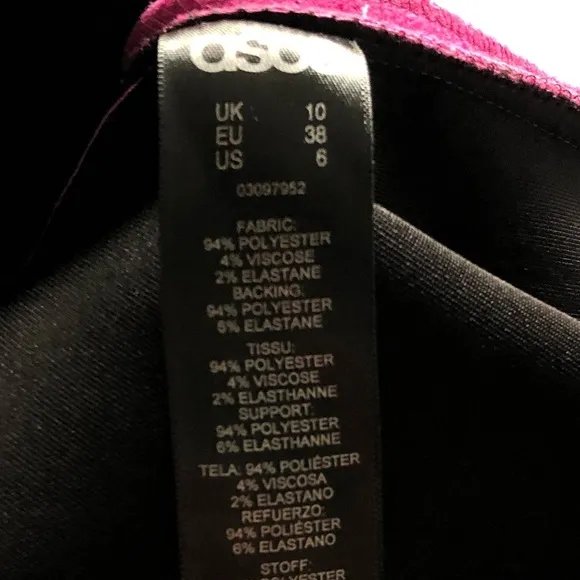 asos
UK 10
EU 38
US 6
03097952
FABRIC:
94% POLYESTER
4% VISCOSE
2% ELASTANE
BACKING:
94% POLYESTER
6% ELASTANE
TISSU:
94% POLYESTER
4% VISCOSE
2% ELASTHANNE
SUPPORT:
94% POLYESTER
6% ELASTHANNE
TELA: 94% POLIÉSTER
4% VISCOSA
2% ELASTANO
REFUERZO:
94% POLIÉSTER
6% ELASTANO
STOFF:
POLYESTER